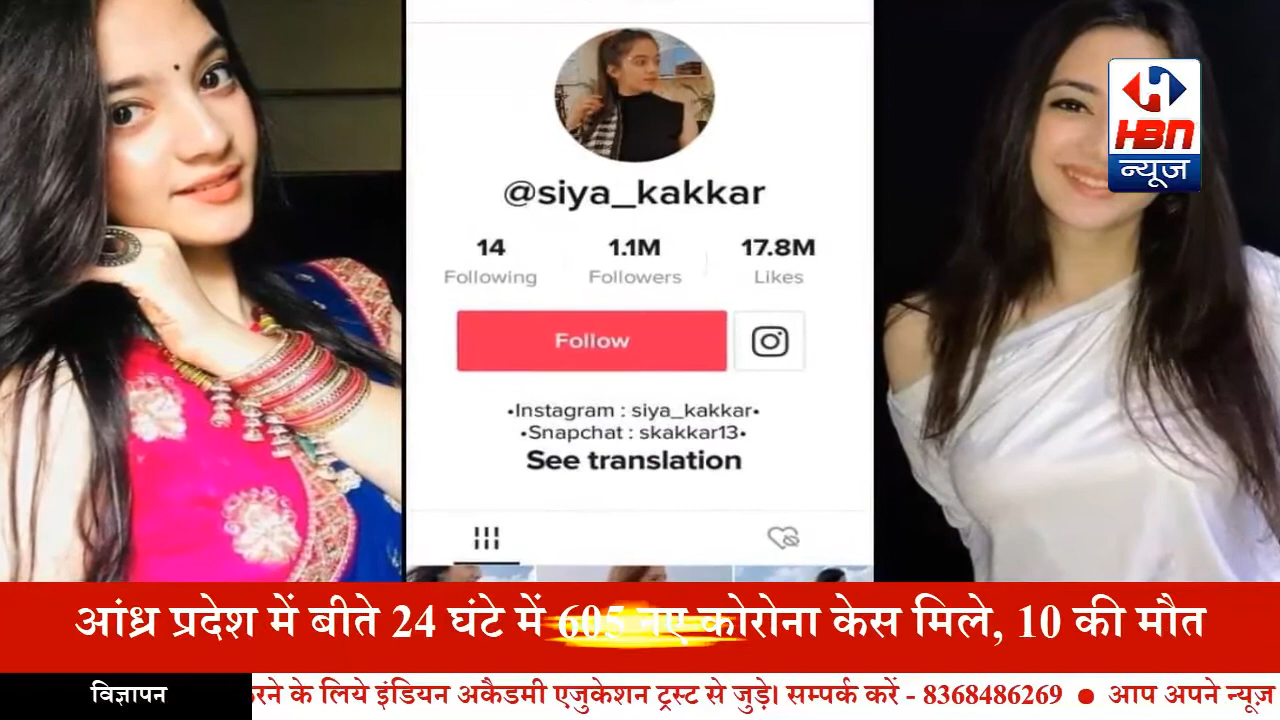 HBN
न्यूज
@siya_kakkar
14 1.1M 17.8M
Following Followers Likes
Follow
•Instagram : siya_kakkar•
•Snapchat : skakkar13•
See translation
आंध्र प्रदेश में बीते 24 घंटे में 605 नए कोरोना केस मिले, 10 की मौत
विज्ञापन
के लिये इंडियन अकैडमी एजुकेशन ट्रस्ट से जुड़े। सम्पर्क करें - 8368486269 ● आप अपने न्यूज़